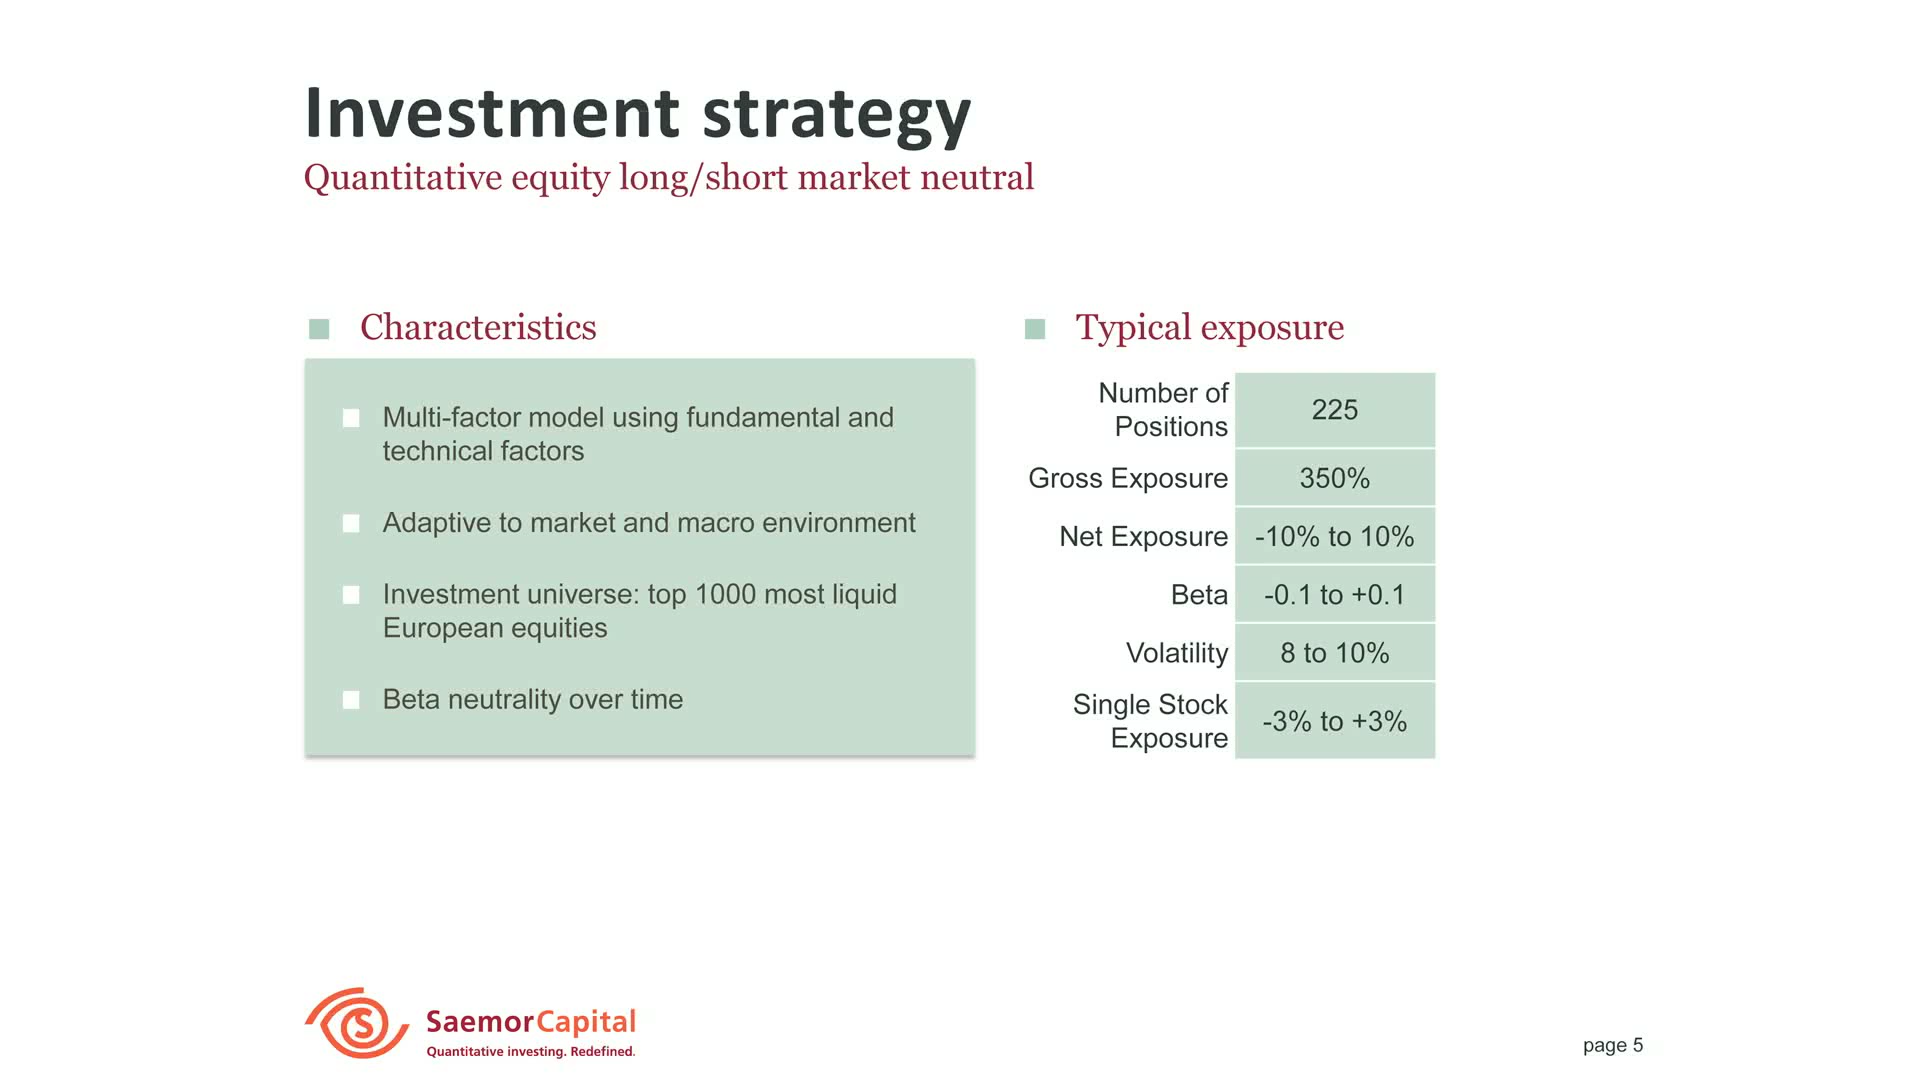 Investment strategy
Quantitative equity long/short market neutral
Characteristics
Multi-factor model using fundamental and
technical factors
Adaptive to market and macro environment
Investment universe: top 1000 most liquid
European equities
Beta neutrality over time
Typical exposure
Number of
Positions
225
Gross Exposure 350%
Net Exposure -10% to 10%
Beta -0.1 to +0.1
Volatility 8 to 10%
Single Stock
Exposure
-3% to +3%
S
SaemorCapital
Quantitative investing. Redefined.
page 5